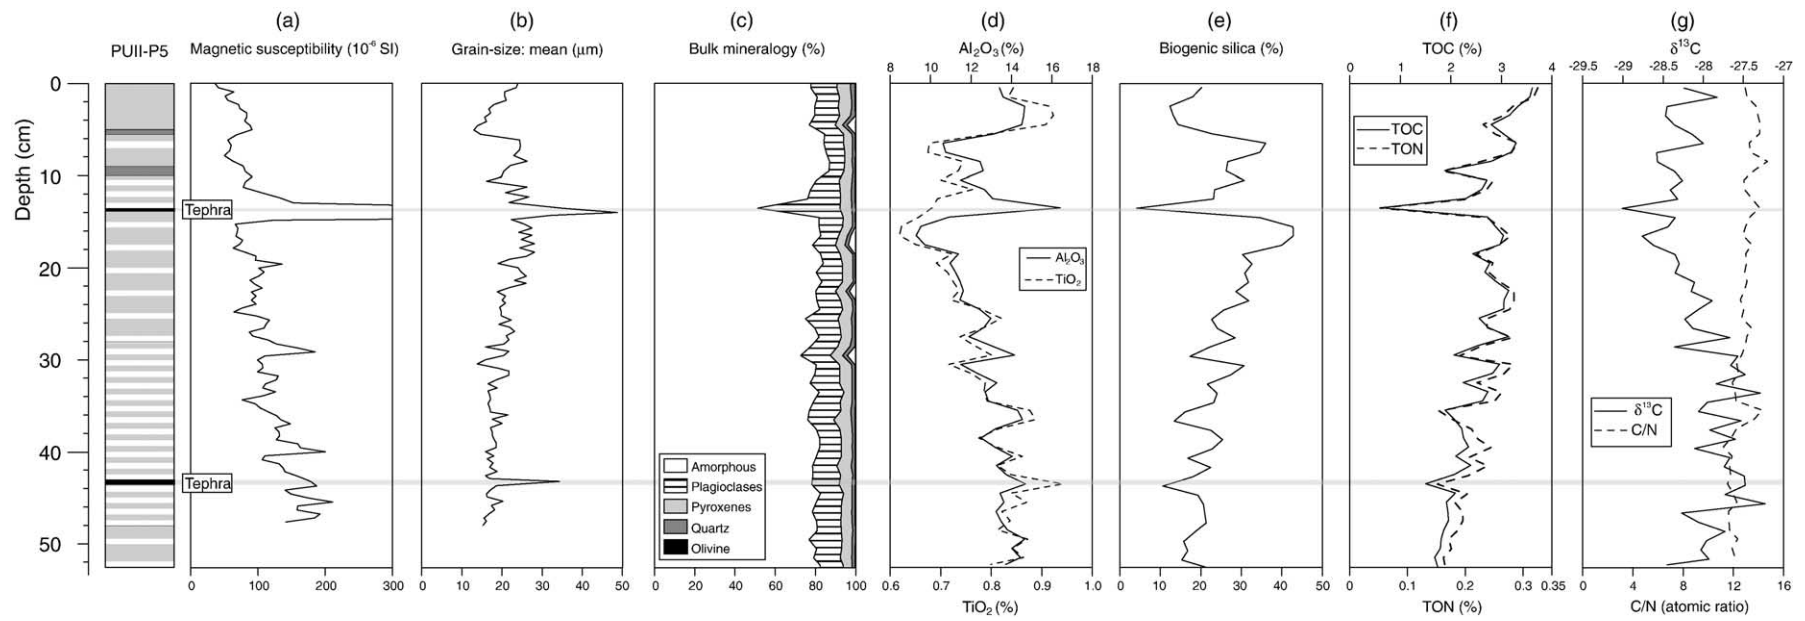 (a) (b) (c) (d) (e) (f) (g)
PUII-P5 Magnetic susceptibility (10⁻⁶ SI) Grain-size: mean (μm) Bulk mineralogy (%) Al₂O₃(%) Biogenic silica (%) TOC (%) δ¹³C
8 10 12 14 16 18 0 1 2 3 4 -29.5 -29 -28.5 -28 -27.5 -27
Depth (cm)
0
10
20
30
40
50
Tephra
Tephra
Amorphous
Plagioclases
Pyroxenes
Quartz
Olivine
Al₂O₃
TiO₂
TOC
TON
δ¹³C
C/N
0 100 200 300 0 10 20 30 40 50 0 20 40 60 80 100 0.6 0.7 0.8 0.9 1.0 0 10 20 30 40 50 0 0.1 0.2 0.3 0.35 0 4 8 12 16
TiO₂(%) TON (%) C/N (atomic ratio)